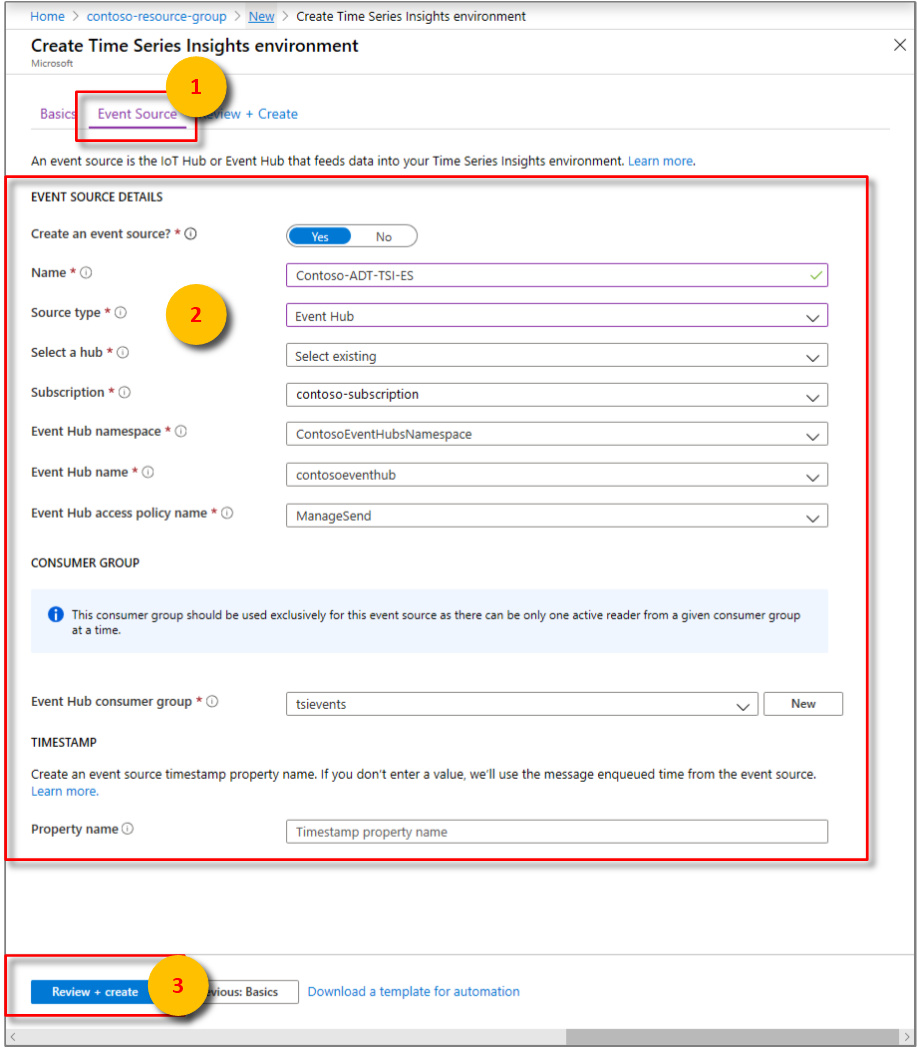 Home > contoso-resource-group > New > Create Time Series Insights environment
Create Time Series Insights environment
Microsoft
1
Basics Event Source view + Create
An event source is the IoT Hub or Event Hub that feeds data into your Time Series Insights environment. Learn more.
EVENT SOURCE DETAILS
Create an event source? * Yes No
Name * Contoso-ADT-TSI-ES
Source type * 2 Event Hub
Select a hub * Select existing
Subscription * contoso-subscription
Event Hub namespace * ContosoEventHubsNamespace
Event Hub name * contosoeventhub
Event Hub access policy name * ManageSend
CONSUMER GROUP
This consumer group should be used exclusively for this event source as there can be only one active reader from a given consumer group
at a time.
Event Hub consumer group * tsievents New
TIMESTAMP
Create an event source timestamp property name. If you don't enter a value, we'll use the message enqueued time from the event source.
Learn more.
Property name Timestamp property name
Review + create 3 vious: Basics Download a template for automation